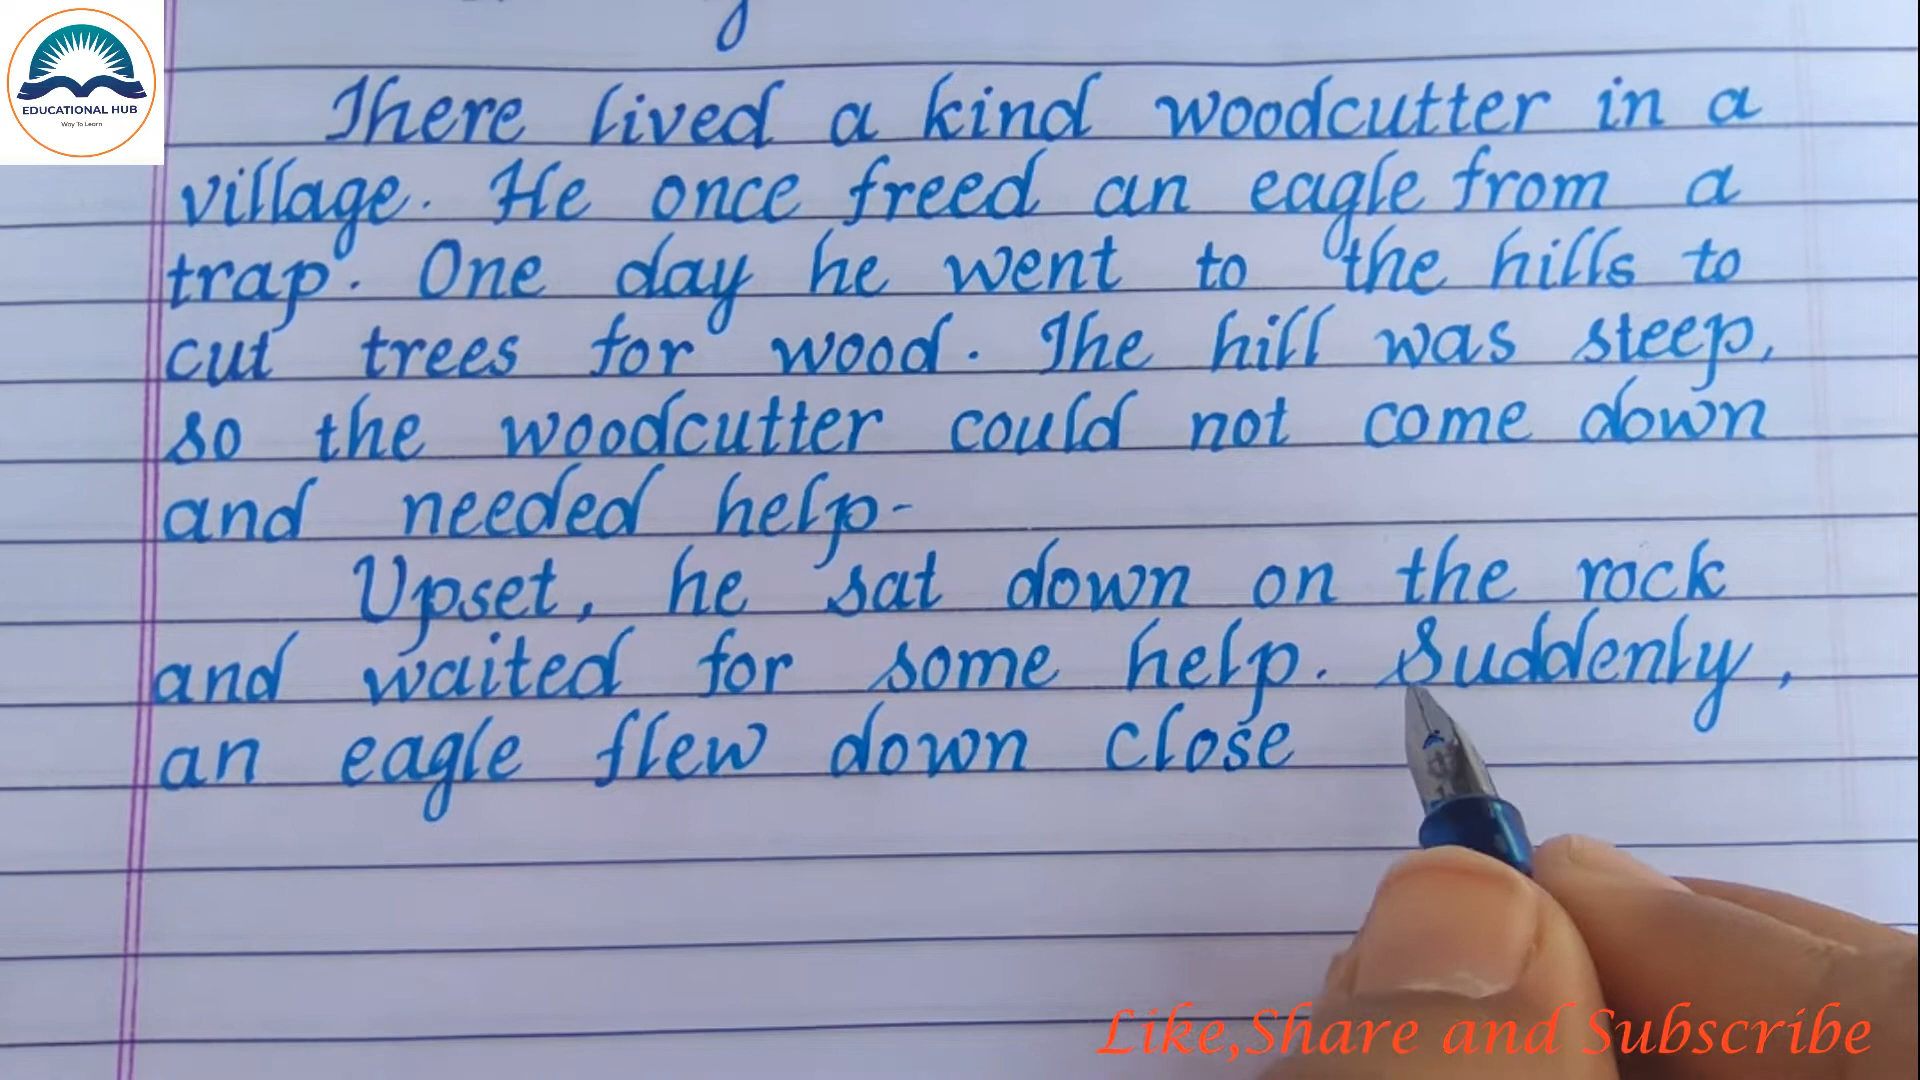 EDUCATIONAL HUB
Way To Learn
There lived a kind woodcutter in a
village. He once freed an eagle from a
trap. One day he went to the hills to
cut trees for wood. The hill was steep,
so the woodcutter could not come down
and needed help-
Upset, he sat down on the rock
and waited for some help. Suddenly,
an eagle flew down close
Like,Share and Subscribe